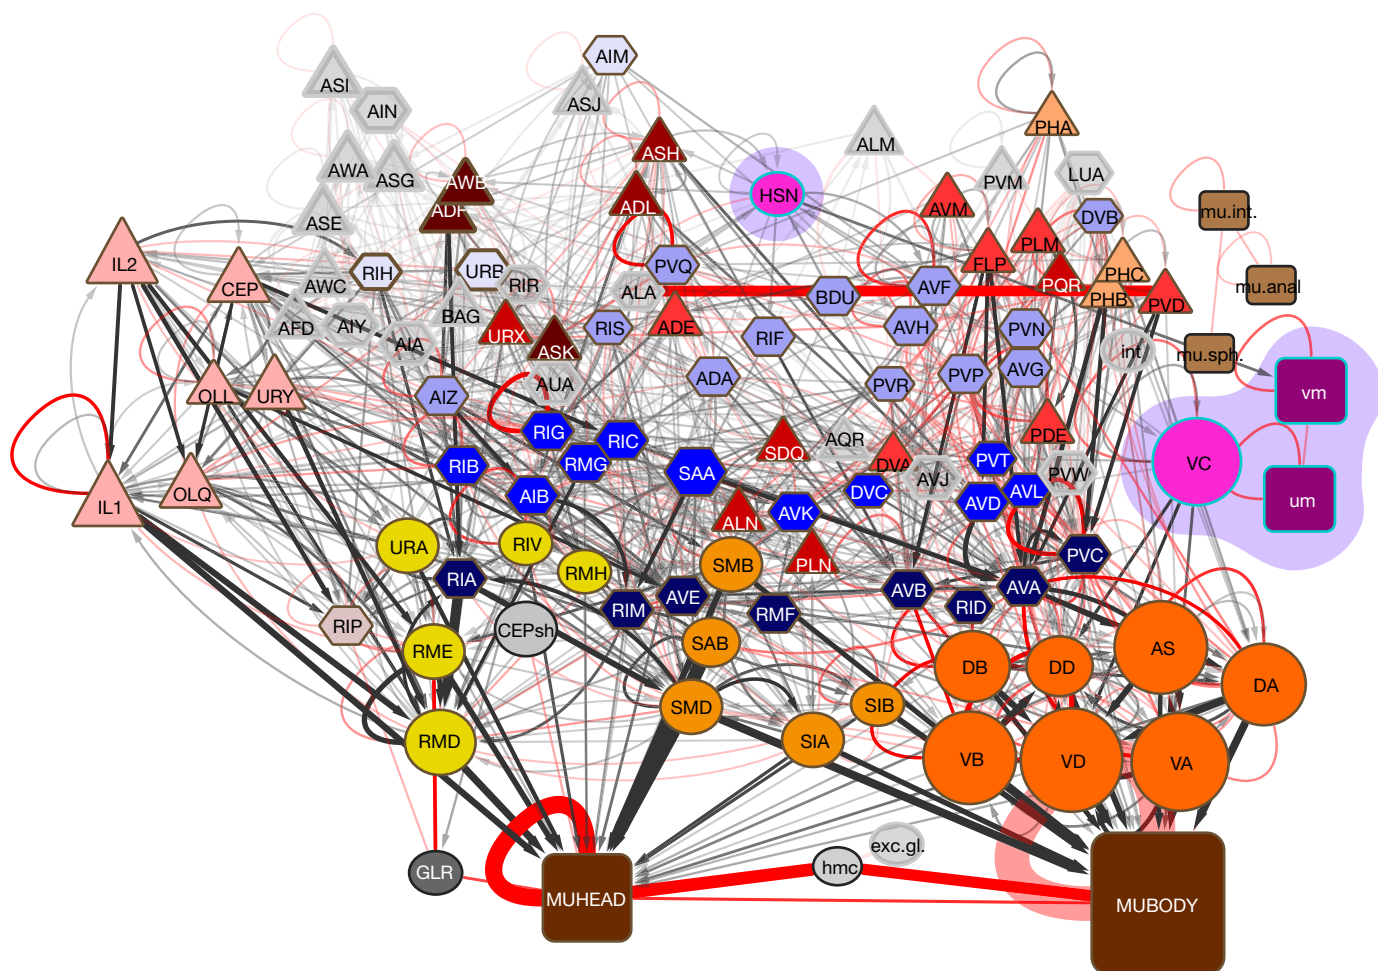 AIM
ASI
AIN
ASJ
PHA
ALM
ASH
AWA
ASG
AWB
PVM
LUA
HSN
ADL
ADF
AVM
mu.int.
ASE
DVB
PLM
IL2
CEP
RIH
URB
RIR
PVQ
FLP
PHC
AWC
ALA
BDU
AVF
PQR
PHB
PVD
mu.anal
AFD
AIY
BAG
URX
RIS
ADE
RIF
AVH
PVN
AIA
ASK
int
mu.sph.
OLL
URY
AIZ
AUA
ADA
PVR
PVP
AVG
vm
RIG
RIC
SDQ
AQR
PDE
RIB
RMG
SAA
DVA
PVT
PVW
VC
IL1
OLQ
AIB
ALN
AVK
DVC
AVJ
AVD
AVL
um
URA
RIV
RMH
SMB
PLN
PVC
RIA
RIM
AVE
RMF
AVB
RID
AVA
RIP
CEPsh
SAB
RME
DB
DD
AS
DA
SMD
SIB
RMD
SIA
VB
VD
VA
GLR
exc.gl.
hmc
MUHEAD
MUBODY